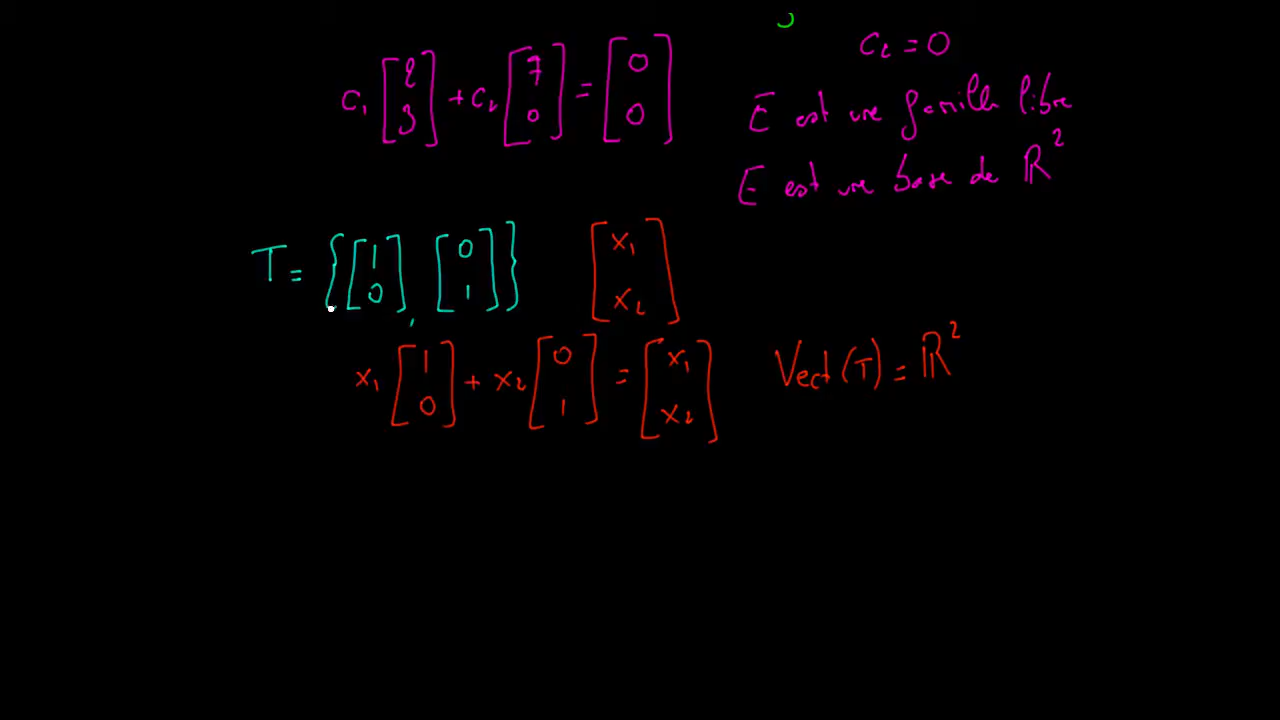 c₁ [2 3] + c₂ [7 0] = [0 0]
c₂ = 0
E est une famille libre
E est une base de ℝ²
T = {[1 0], [0 1]} [x₁ x₂]
x₁ [1 0] + x₂ [0 1] = [x₁ x₂] Vect(T) = ℝ²